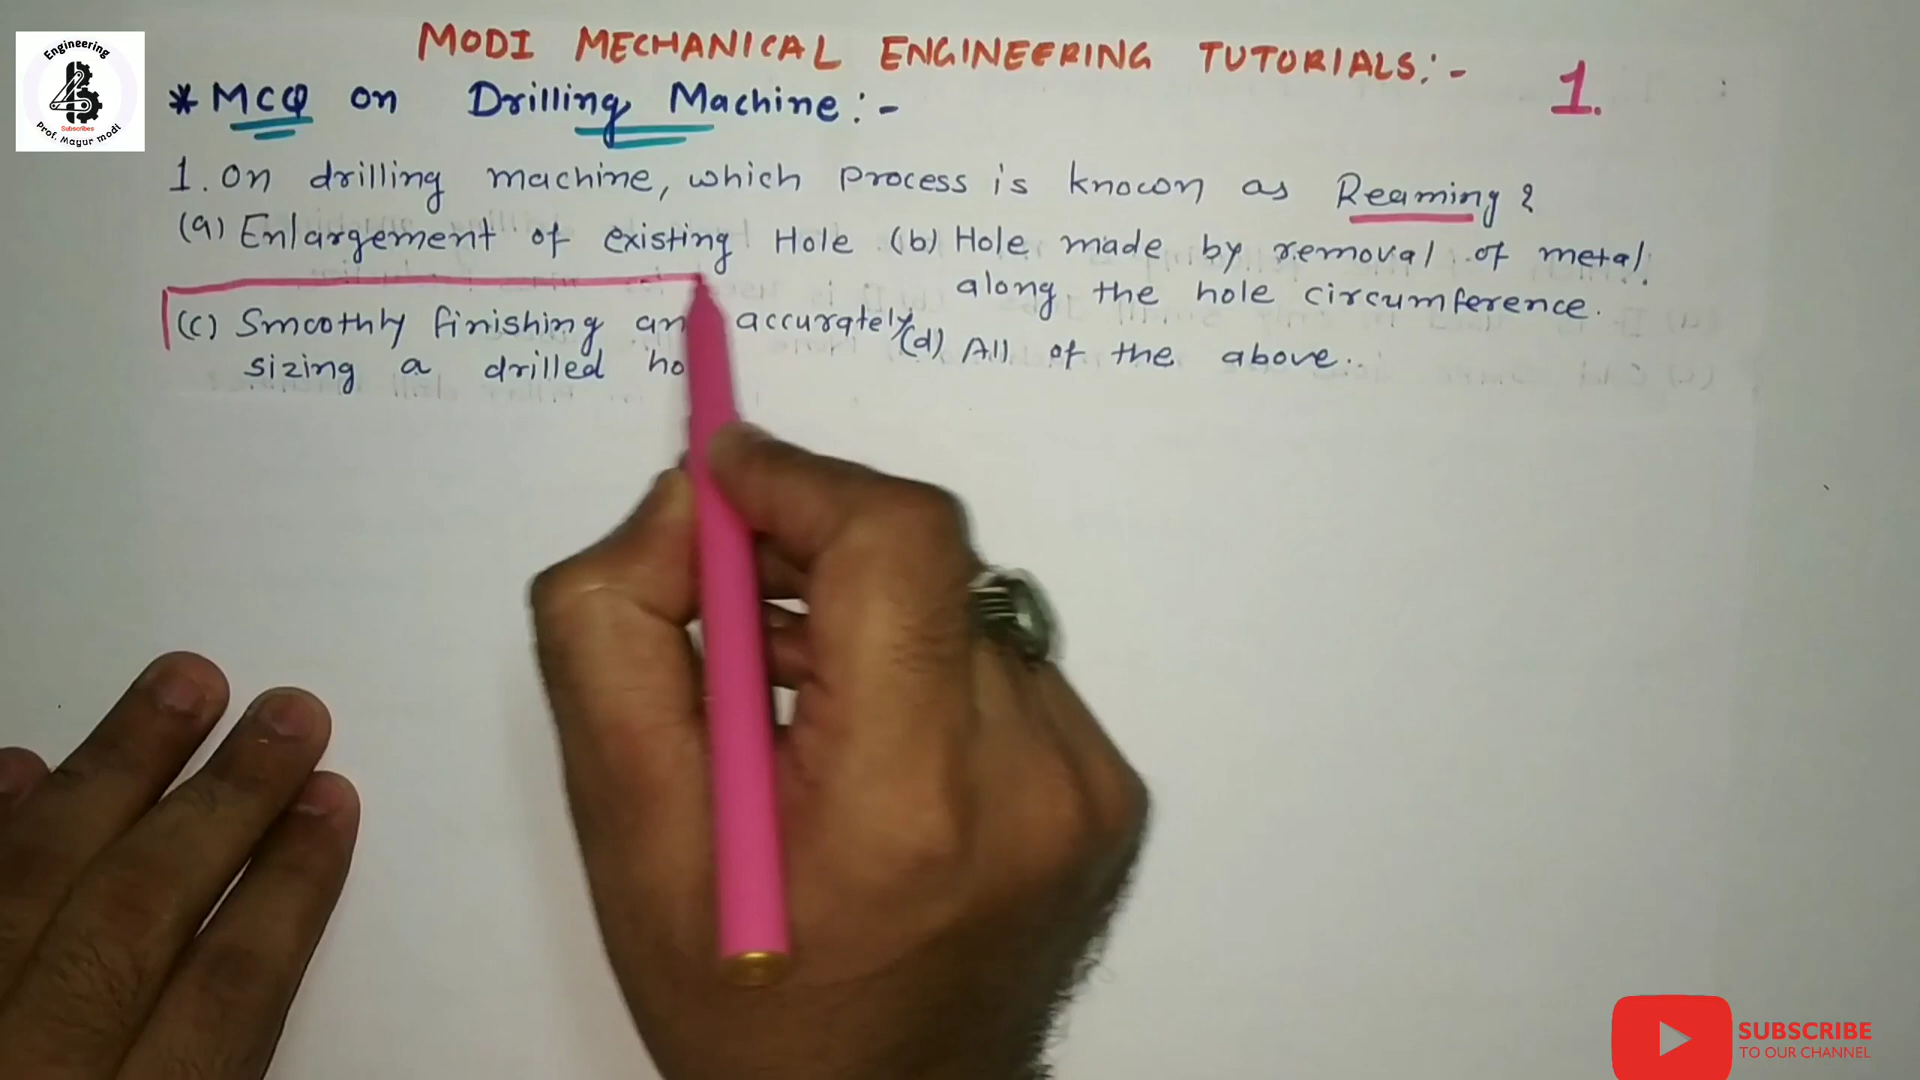 Engineering
Subscribes
Prof. Mayur modi
MODI MECHANICAL ENGINEERING TUTORIALS:-
1.
* MCQ on Drilling Machine:-
1. On drilling machine, which process is known as Reaming?
(a) Enlargement of existing Hole (b) Hole made by removal of metal
along the hole circumference.
(c) Smoothly finishing an accurately (d) All of the above.
sizing a drilled ho
SUBSCRIBE
TO OUR CHANNEL